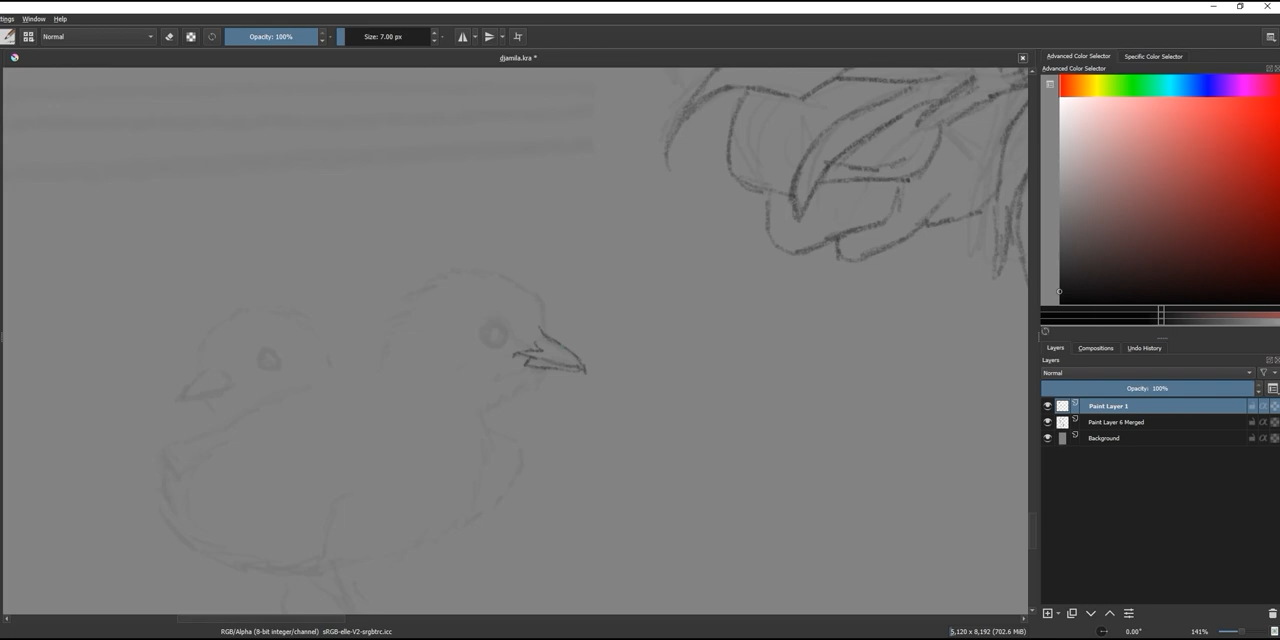 tings Window Help
Normal Opacity: 100% Size: 7.00 px
djamila.kra *
Advanced Color Selector Specific Color Selector
Advanced Color Selector
Layers Compositions Undo History
Layers
Normal
Opacity: 100%
Paint Layer 1
Paint Layer 6 Merged
Background
RGB/Alpha (8-bit integer/channel) sRGB-elle-V2-srgbtrc.icc 5,120 x 8,192 (702.6 MiB) 0.00° 141%